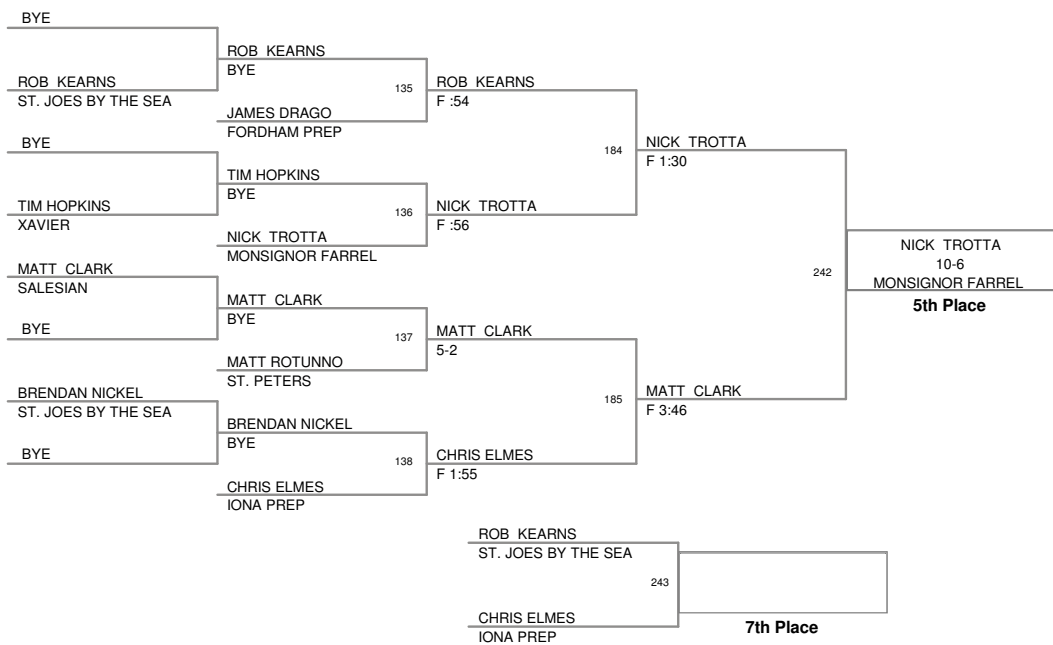 BYE
ROB KEARNS
ST. JOES BY THE SEA
BYE
TIM HOPKINS
XAVIER
MATT CLARK
SALESIAN
BYE
BRENDAN NICKEL
ST. JOES BY THE SEA
BYE
ROB KEARNS
BYE
135
JAMES DRAGO
FORDHAM PREP
TIM HOPKINS
BYE
136
NICK TROTTA
MONSIGNOR FARREL
MATT CLARK
BYE
137
MATT ROTUNNO
ST. PETERS
BRENDAN NICKEL
BYE
138
CHRIS ELMES
IONA PREP
ROB KEARNS
F :54
184
NICK TROTTA
F :56
MATT CLARK
5-2
185
CHRIS ELMES
F 1:55
NICK TROTTA
F 1:30
242
MATT CLARK
F 3:46
NICK TROTTA
10-6
MONSIGNOR FARREL
5th Place
ROB KEARNS
ST. JOES BY THE SEA
243
CHRIS ELMES
IONA PREP
7th Place